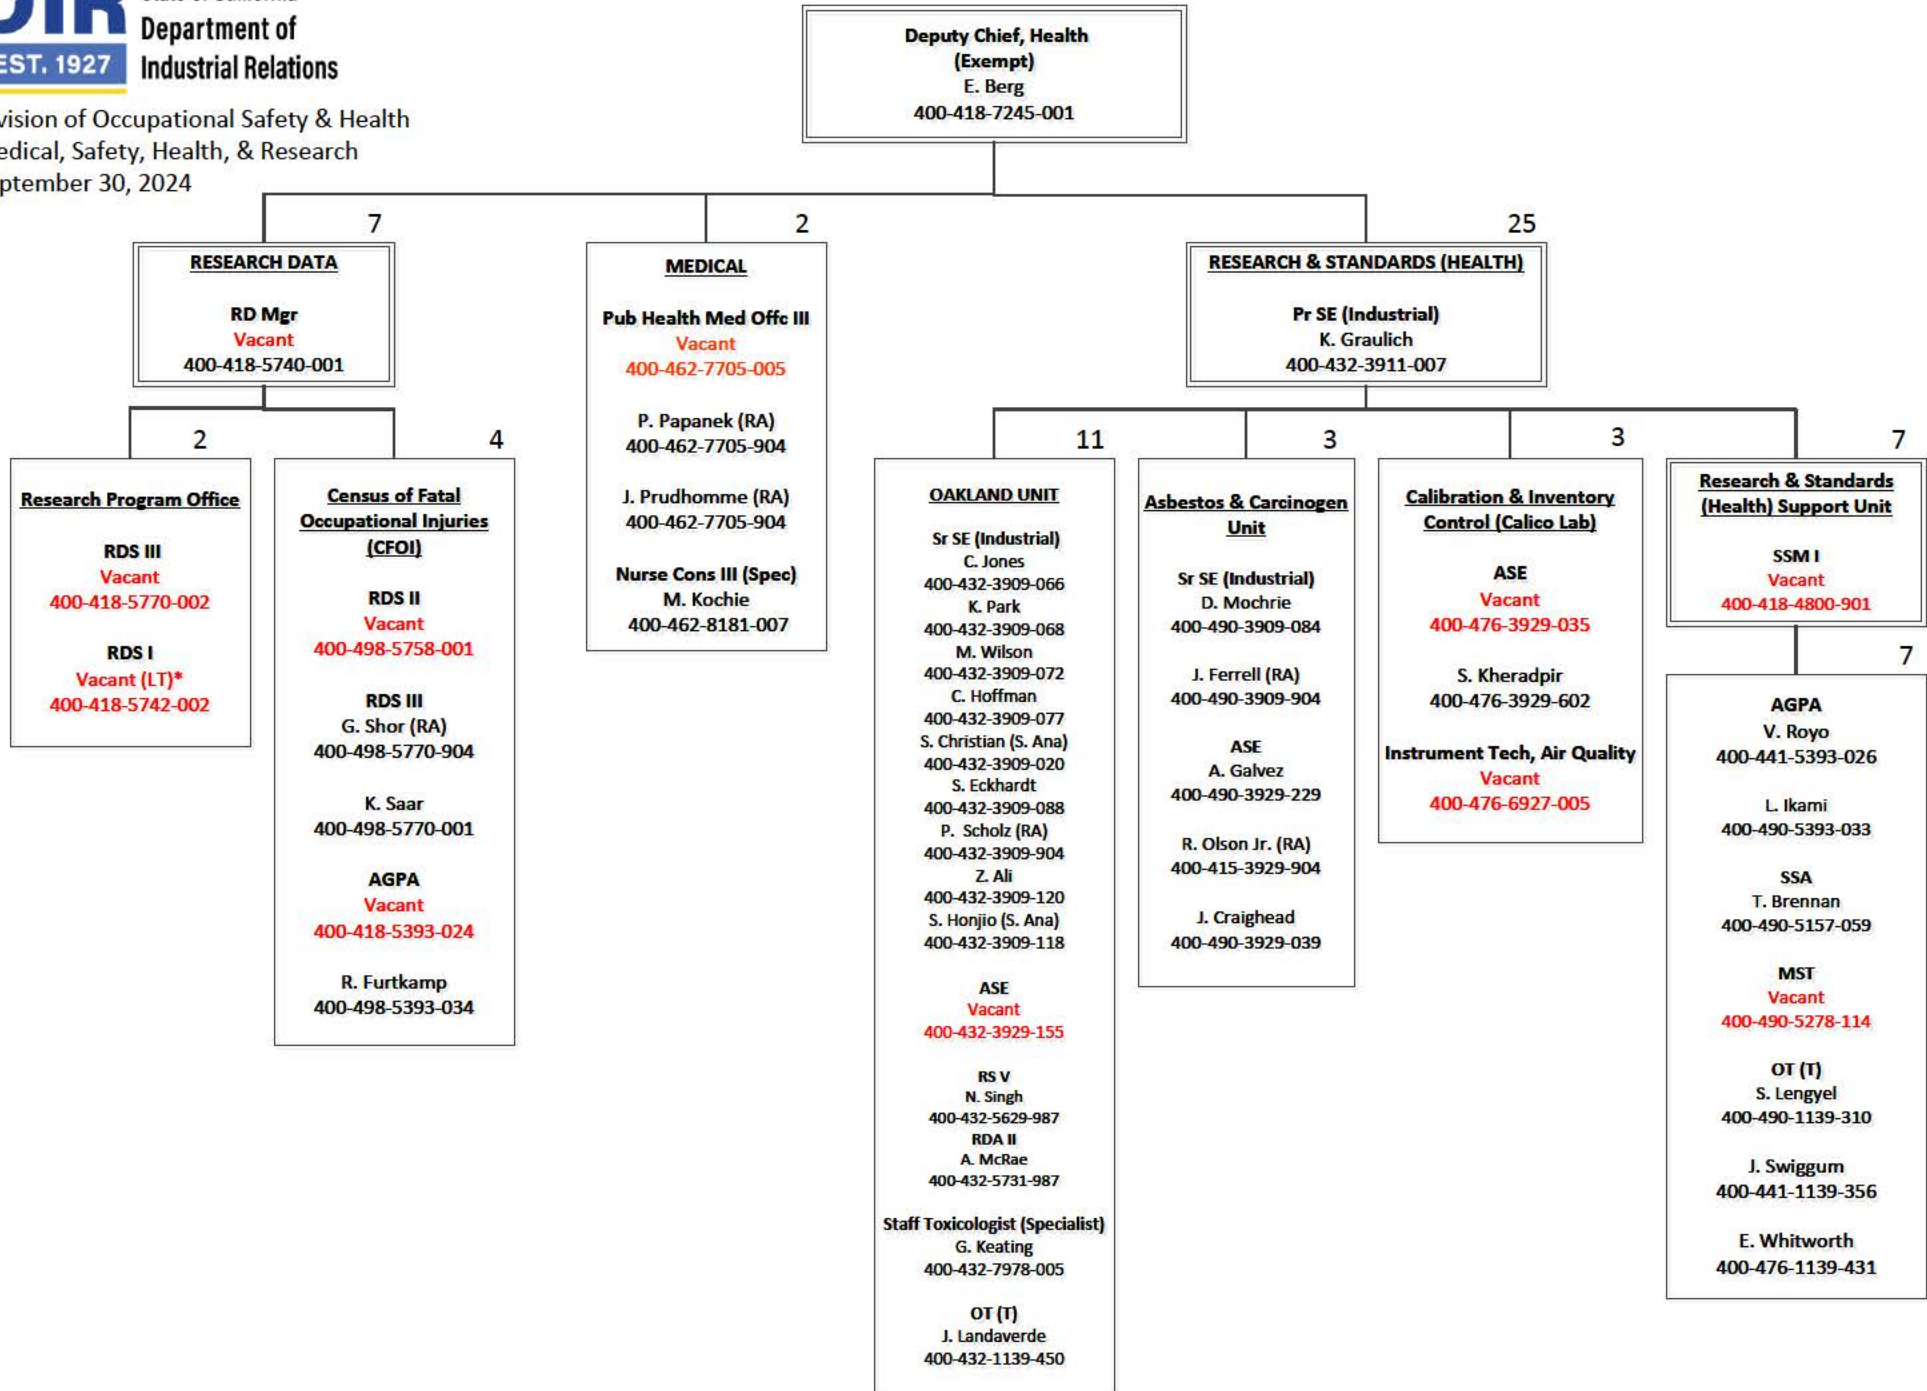 EST. 1927
Department of
Industrial Relations
vision of Occupational Safety & Health
edical, Safety, Health, & Research
ptember 30, 2024
Deputy Chief, Health
(Exempt)
E. Berg
400-418-7245-001
7
RESEARCH DATA
RD Mgr
Vacant
400-418-5740-001
2
MEDICAL
Pub Health Med Offc III
Vacant
400-462-7705-005
P. Papanek (RA)
400-462-7705-904
J. Prudhomme (RA)
400-462-7705-904
Nurse Cons III (Spec)
M. Kochie
400-462-8181-007
25
RESEARCH & STANDARDS (HEALTH)
Pr SE (Industrial)
K. Graulich
400-432-3911-007
2
Research Program Office
RDS III
Vacant
400-418-5770-002
RDS I
Vacant (LT)*
400-418-5742-002
4
Census of Fatal
Occupational Injuries
(CFOI)
RDS II
Vacant
400-498-5758-001
RDS III
G. Shor (RA)
400-498-5770-904
K. Saar
400-498-5770-001
AGPA
Vacant
400-418-5393-024
R. Furtkamp
400-498-5393-034
11
OAKLAND UNIT
Sr SE (Industrial)
C. Jones
400-432-3909-066
K. Park
400-432-3909-068
M. Wilson
400-432-3909-072
C. Hoffman
400-432-3909-077
S. Christian (S. Ana)
400-432-3909-020
S. Eckhardt
400-432-3909-088
P. Scholz (RA)
400-432-3909-904
Z. Ali
400-432-3909-120
S. Honjio (S. Ana)
400-432-3909-118
ASE
Vacant
400-432-3929-155
RS V
N. Singh
400-432-5629-987
RDA II
A. McRae
400-432-5731-987
Staff Toxicologist (Specialist)
G. Keating
400-432-7978-005
OT (T)
J. Landaverde
400-432-1139-450
3
Asbestos & Carcinogen
Unit
Sr SE (Industrial)
D. Mochrie
400-490-3909-084
J. Ferrell (RA)
400-490-3909-904
ASE
A. Galvez
400-490-3929-229
R. Olson Jr. (RA)
400-415-3929-904
J. Craighead
400-490-3929-039
3
Calibration & Inventory
Control (Calico Lab)
ASE
Vacant
400-476-3929-035
S. Kheradpir
400-476-3929-602
Instrument Tech, Air Quality
Vacant
400-476-6927-005
7
Research & Standards
(Health) Support Unit
SSM I
Vacant
400-418-4800-901
7
AGPA
V. Royo
400-441-5393-026
L. Ikami
400-490-5393-033
SSA
T. Brennan
400-490-5157-059
MST
Vacant
400-490-5278-114
OT (T)
S. Lengyel
400-490-1139-310
J. Swiggum
400-441-1139-356
E. Whitworth
400-476-1139-431